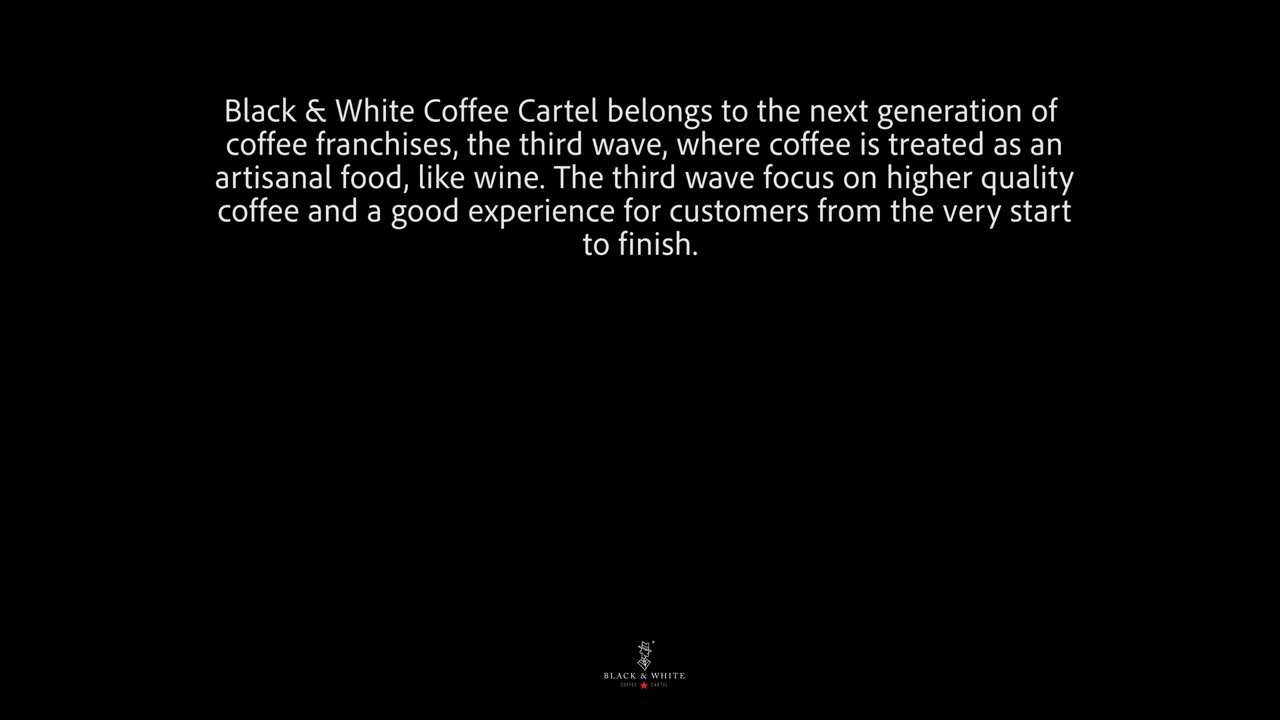 Black & White Coffee Cartel belongs to the next generation of
coffee franchises, the third wave, where coffee is treated as an
artisanal food, like wine. The third wave focus on higher quality
coffee and a good experience for customers from the very start
to finish.
BLACK & WHITE
COFFEE CARTEL